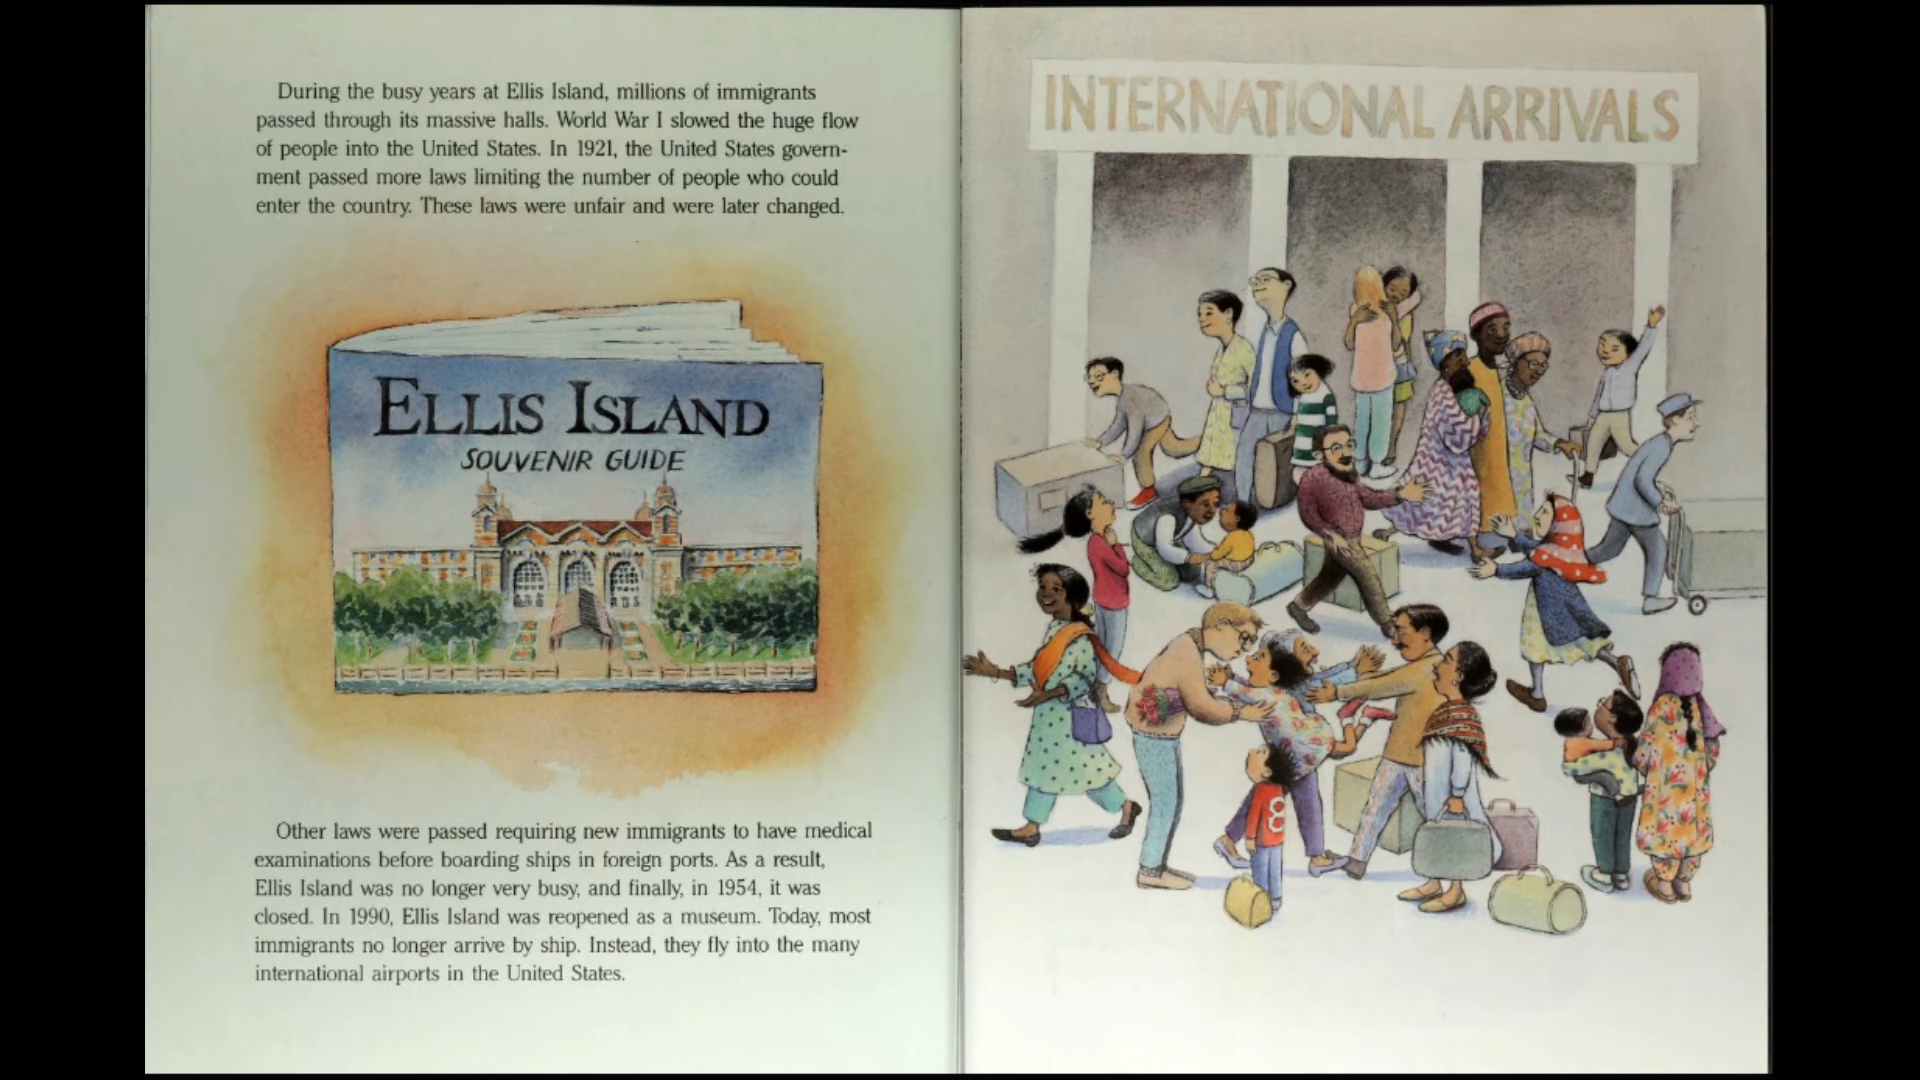 During the busy years at Ellis Island, millions of immigrants
passed through its massive halls. World War I slowed the huge flow
of people into the United States. In 1921, the United States govern-
ment passed more laws limiting the number of people who could
enter the country. These laws were unfair and were later changed.
ELLIS ISLAND
SOUVENIR GUIDE
Other laws were passed requiring new immigrants to have medical
examinations before boarding ships in foreign ports. As a result,
Ellis Island was no longer very busy, and finally, in 1954, it was
closed. In 1990, Ellis Island was reopened as a museum. Today, most
immigrants no longer arrive by ship. Instead, they fly into the many
international airports in the United States.
INTERNATIONAL ARRIVALS
8